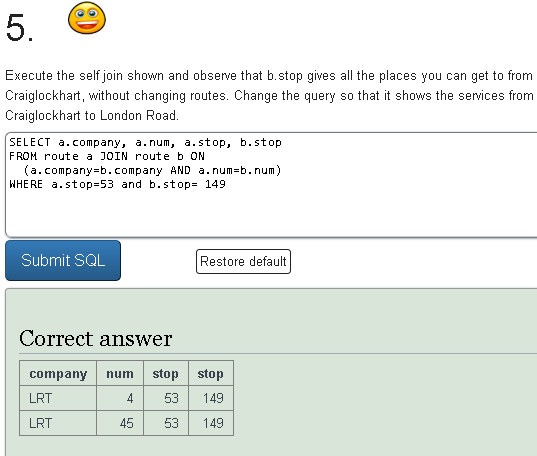 5.
Execute the self join shown and observe that b.stop gives all the places you can get to from
Craiglockhart, without changing routes. Change the query so that it shows the services from
Craiglockhart to London Road.
SELECT a.company, a.num, a.stop, b.stop
FROM route a JOIN route b ON
(a.company=b.company AND a.num=b.num)
WHERE a.stop=53 and b.stop= 149
Submit SQL Restore default
Correct answer
company num stop stop
LRT 4 53 149
LRT 45 53 149